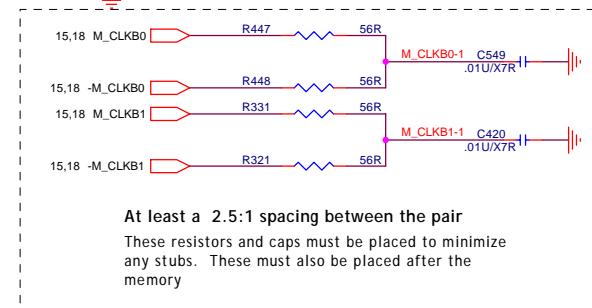 15,18 M_CLKB0 R447 56R
M_CLKB0-1 C549
.01U/X7R
15,18 -M_CLKB0 R448 56R
15,18 M_CLKB1 R331 56R
M_CLKB1-1 C420
.01U/X7R
15,18 -M_CLKB1 R321 56R
At least a 2.5:1 spacing between the pair
These resistors and caps must be placed to minimize
any stubs. These must also be placed after the
memory